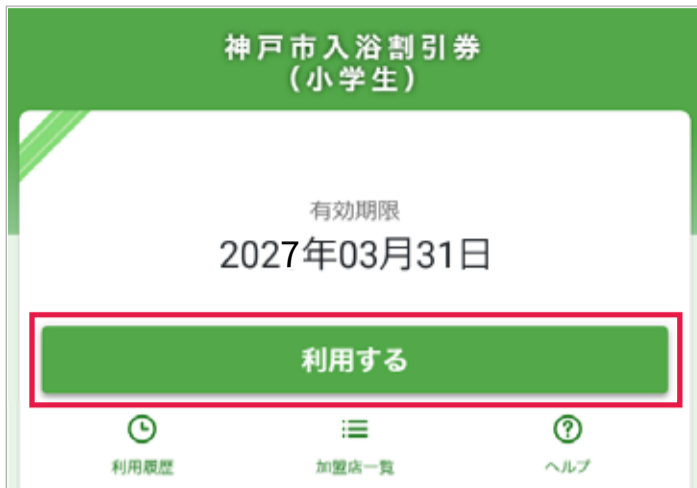 神戸市入浴割引券
（小学生）
有効期限
2027年03月31日
利用する
利用履歴
加盟店一覧
ヘルプ